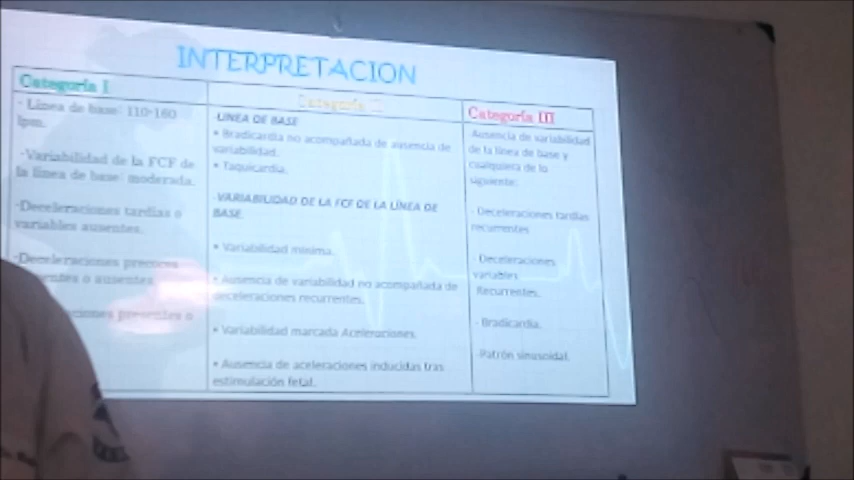 INTERPRETACION
Categoría I
- Línea de base: 110-160
lpm.
-Variabilidad de la FCF de
la línea de base: moderada.
-Deceleraciones tardías o
variables ausentes.
-Deceleraciones precoces
o ausentes
presentes o
Categoría II
-LINEA DE BASE
• Bradicardia no acompañada de ausencia de
variabilidad.
• Taquicardia.
-VARIABILIDAD DE LA FCF DE LA LÍNEA DE
BASE
• Variabilidad mínima.
• Ausencia de variabilidad no acompañada de
deceleraciones recurrentes.
• Variabilidad marcada Aceleraciones.
• Ausencia de aceleraciones inducidas tras
estimulación fetal.
Categoría III
-Ausencia de variabilidad
de la línea de base y
cualquiera de lo
siguiente:
- Deceleraciones tardías
recurrentes
- Deceleraciones
variables
Recurrentes.
- Bradicardia.
-Patrón sinusoidal.